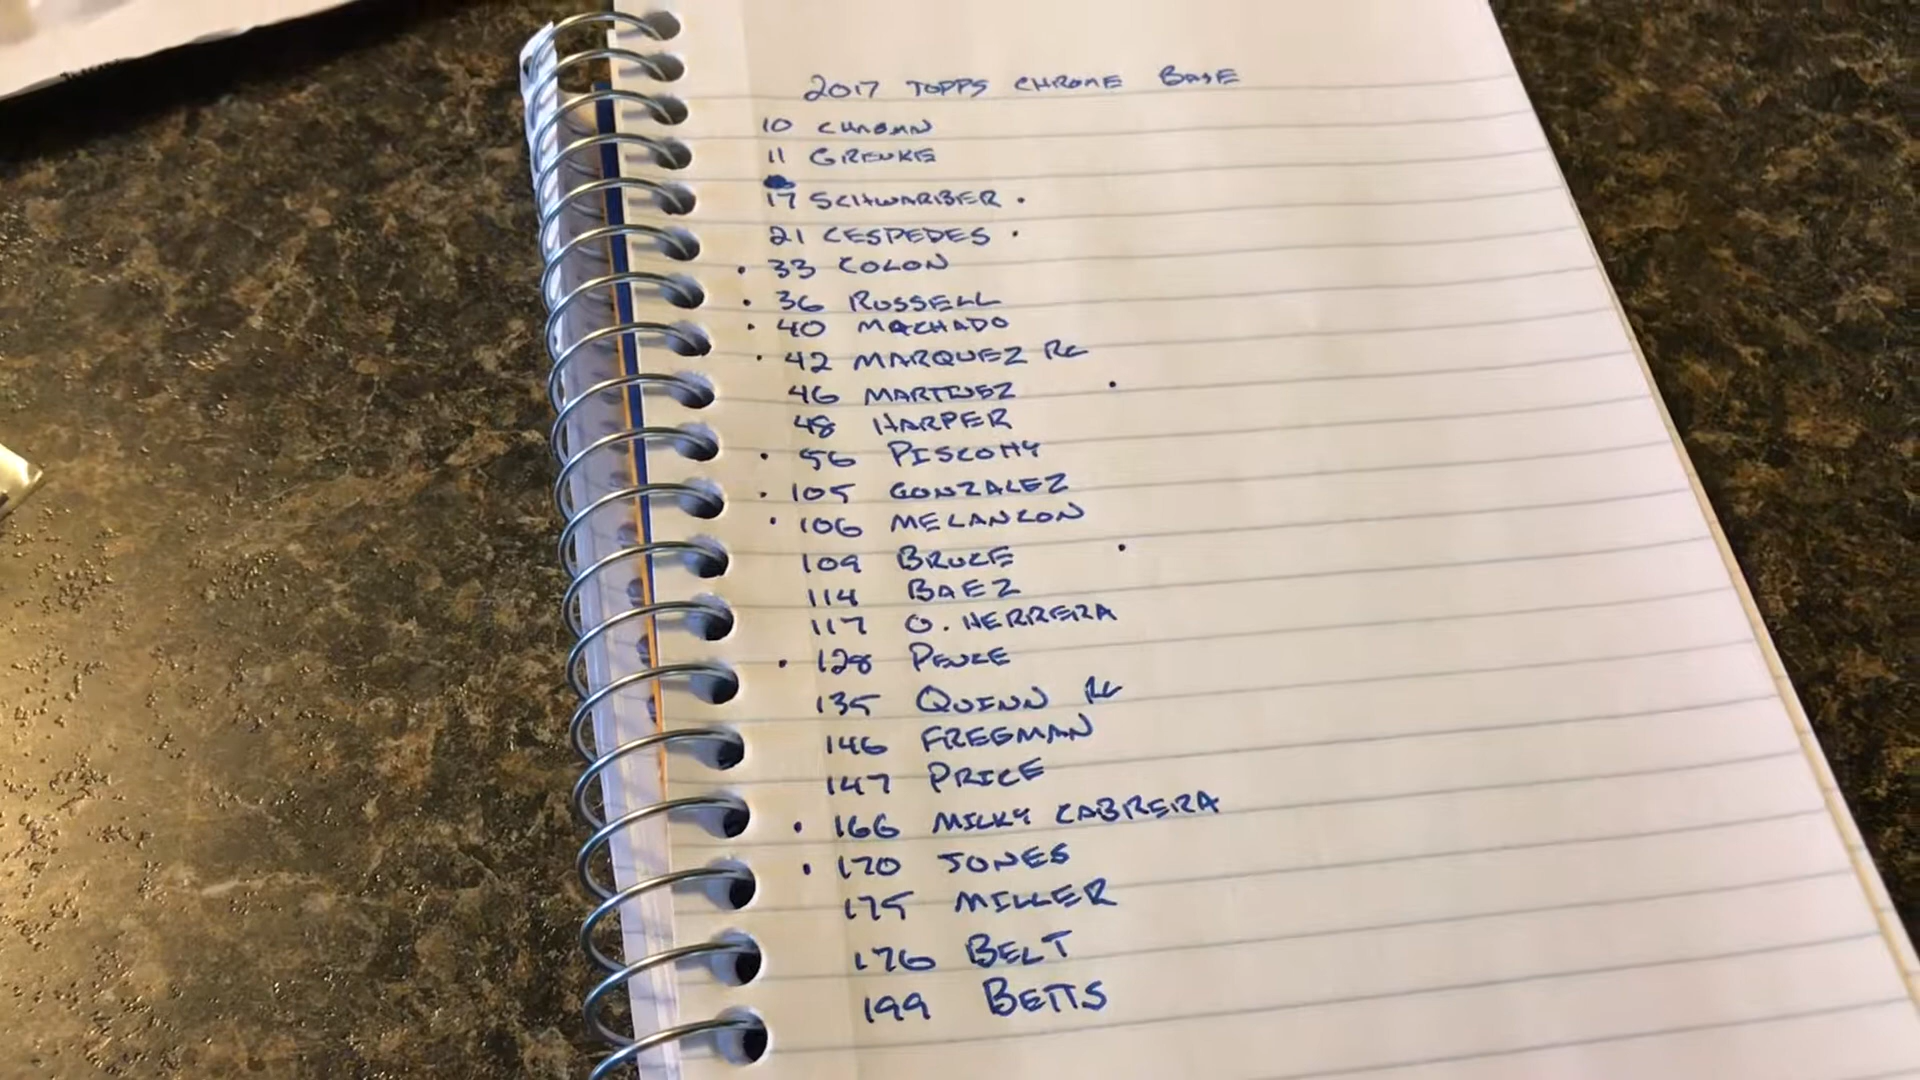 2017 TOPPS CHROME BASE
10 CHAPMAN
11 GREINKE
17 SCHWARBER .
21 CESPEDES .
. 33 COLON
. 36 RUSSELL
. 40 MACHADO
. 42 MARQUEZ RC
46 MARTINEZ .
48 HARPER
. 56 PISCOTTY
. 105 GONZALEZ
. 106 MELANCON
109 BRUCE .
114 BAEZ
117 O. HERRERA
. 128 PENCE
135 QUINN RC
146 FREEMAN
147 PRICE
. 166 MILKY CABRERA
. 170 JONES
175 MILLER
176 BELT
199 BETTS